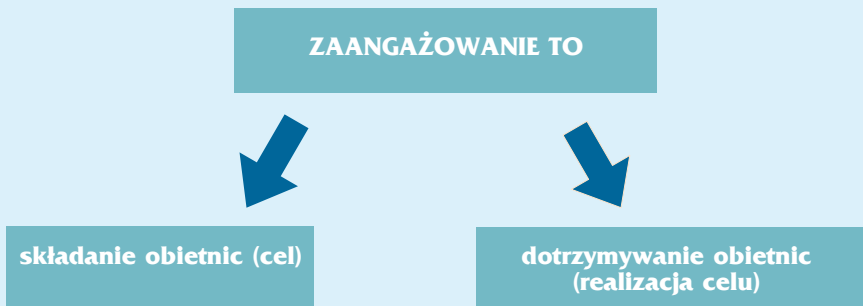 ZAANGAŻOWANIE TO
składanie obietnic (cel)
dotrzymywanie obietnic
(realizacja celu)